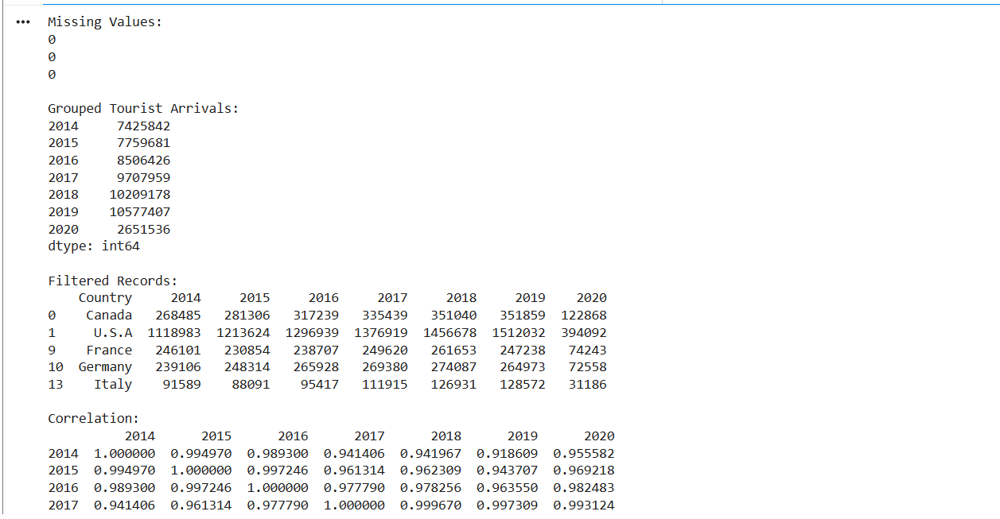 Missing Values:
0
0
0
Grouped Tourist Arrivals:
2014     7425842
2015     7759681
2016     8506426
2017     9707959
2018    10209178
2019    10577407
2020     2651536
dtype: int64
Filtered Records:
    Country     2014     2015     2016     2017     2018     2019    2020
0    Canada   268485   281306   317239   335439   351040   351859  122868
1     U.S.A  1118983  1213624  1296939  1376919  1456678  1512032  394092
9    France   246101   230854   238707   249620   261653   247238   74243
10  Germany   239106   248314   265928   269380   274087   264973   72558
13    Italy    91589    88091    95417   111915   126931   128572   31186
Correlation:
          2014      2015      2016      2017      2018      2019      2020
2014  1.000000  0.994970  0.989300  0.941406  0.941967  0.918609  0.955582
2015  0.994970  1.000000  0.997246  0.961314  0.962309  0.943707  0.969218
2016  0.989300  0.997246  1.000000  0.977790  0.978256  0.963550  0.982483
2017  0.941406  0.961314  0.977790  1.000000  0.999670  0.997309  0.993124